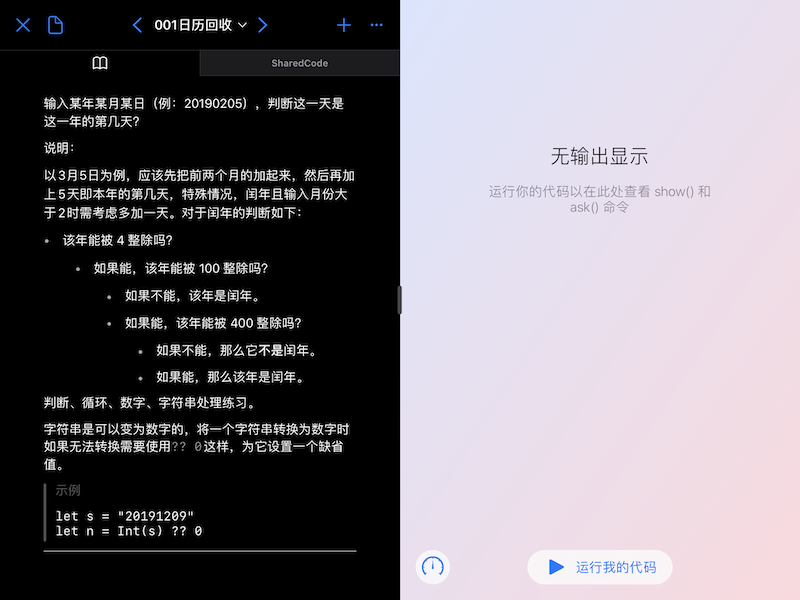 001日历回收
SharedCode
输入某年某月某日（例：20190205），判断这一天是
这一年的第几天？
说明：
以3月5日为例，应该先把前两个月的加起来，然后再加
上5天即本年的第几天，特殊情况，闰年且输入月份大
于2时需考虑多加一天。对于闰年的判断如下：
• 该年能被 4 整除吗？
• 如果能，该年能被 100 整除吗？
• 如果不能，该年是闰年。
• 如果能，该年能被 400 整除吗？
• 如果不能，那么它不是闰年。
• 如果能，那么该年是闰年。
判断、循环、数字、字符串处理练习。
字符串是可以变为数字的，将一个字符串转换为数字时
如果无法转换需要使用?? 0这样，为它设置一个缺省
值。
示例
let s = "20191209"
let n = Int(s) ?? 0
无输出显示
运行你的代码以在此处查看 show() 和
ask() 命令
运行我的代码